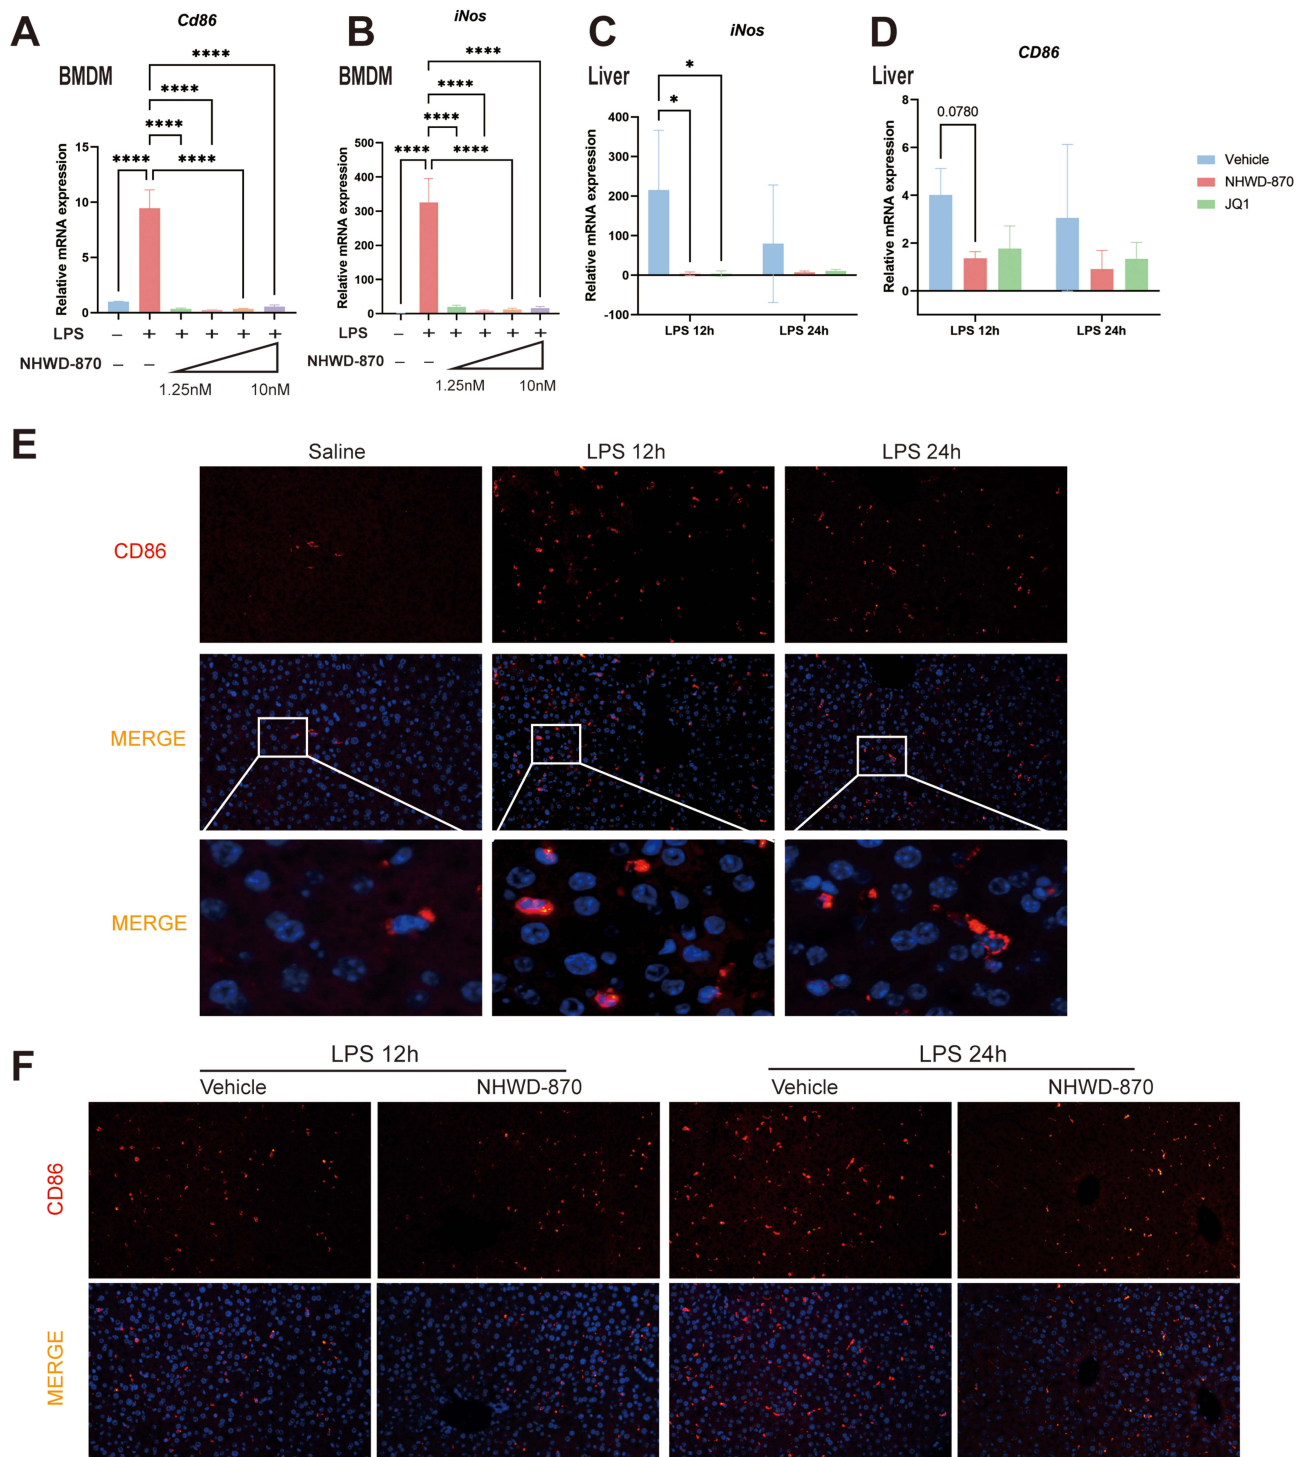 A
Cd86
BMDM
****
****
****
****
****
Relative mRNA expression
15
10
5
0
LPS – + + + + +
NHWD-870 – –
1.25nM 10nM
B
iNos
BMDM
****
****
****
****
****
Relative mRNA expression
500
400
300
200
100
0
LPS – + + + + +
NHWD-870 – –
1.25nM 10nM
C
iNos
Liver
*
*
Relative mRNA expression
400
300
200
100
0
-100
LPS 12h LPS 24h
D
CD86
Liver
0.0780
Relative mRNA expression
8
6
4
2
0
LPS 12h LPS 24h
Vehicle
NHWD-870
JQ1
E
Saline LPS 12h LPS 24h
CD86
MERGE
MERGE
F
LPS 12h LPS 24h
Vehicle NHWD-870 Vehicle NHWD-870
CD86
MERGE